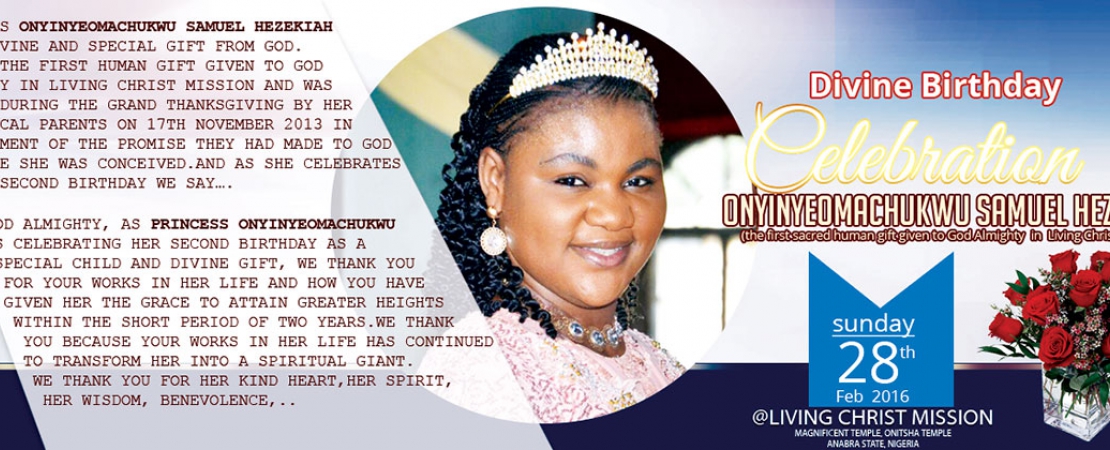 S ONYINYEOMACHUKWU SAMUEL HEZEKIAH
VINE AND SPECIAL GIFT FROM GOD.
THE FIRST HUMAN GIFT GIVEN TO GOD
Y IN LIVING CHRIST MISSION AND WAS
DURING THE GRAND THANKSGIVING BY HER
CAL PARENTS ON 17TH NOVEMBER 2013 IN
MENT OF THE PROMISE THEY HAD MADE TO GOD
E SHE WAS CONCEIVED.AND AS SHE CELEBRATES
SECOND BIRTHDAY WE SAY….
OD ALMIGHTY, AS PRINCESS ONYINYEOMACHUKWU
S CELEBRATING HER SECOND BIRTHDAY AS A
SPECIAL CHILD AND DIVINE GIFT, WE THANK YOU
FOR YOUR WORKS IN HER LIFE AND HOW YOU HAVE
GIVEN HER THE GRACE TO ATTAIN GREATER HEIGHTS
WITHIN THE SHORT PERIOD OF TWO YEARS.WE THANK
YOU BECAUSE YOUR WORKS IN HER LIFE HAS CONTINUED
TO TRANSFORM HER INTO A SPIRITUAL GIANT.
WE THANK YOU FOR HER KIND HEART,HER SPIRIT,
HER WISDOM, BENEVOLENCE,..
Divine Birthday
Celebration
ONYINYEOMACHUKWU SAMUEL HEZ
(the first sacred human gift given to God Almighty in Living Chris
sunday
28th
Feb 2016
@LIVING CHRIST MISSION
MAGNIFICENT TEMPLE, ONITSHA TEMPLE
ANABRA STATE, NIGERIA